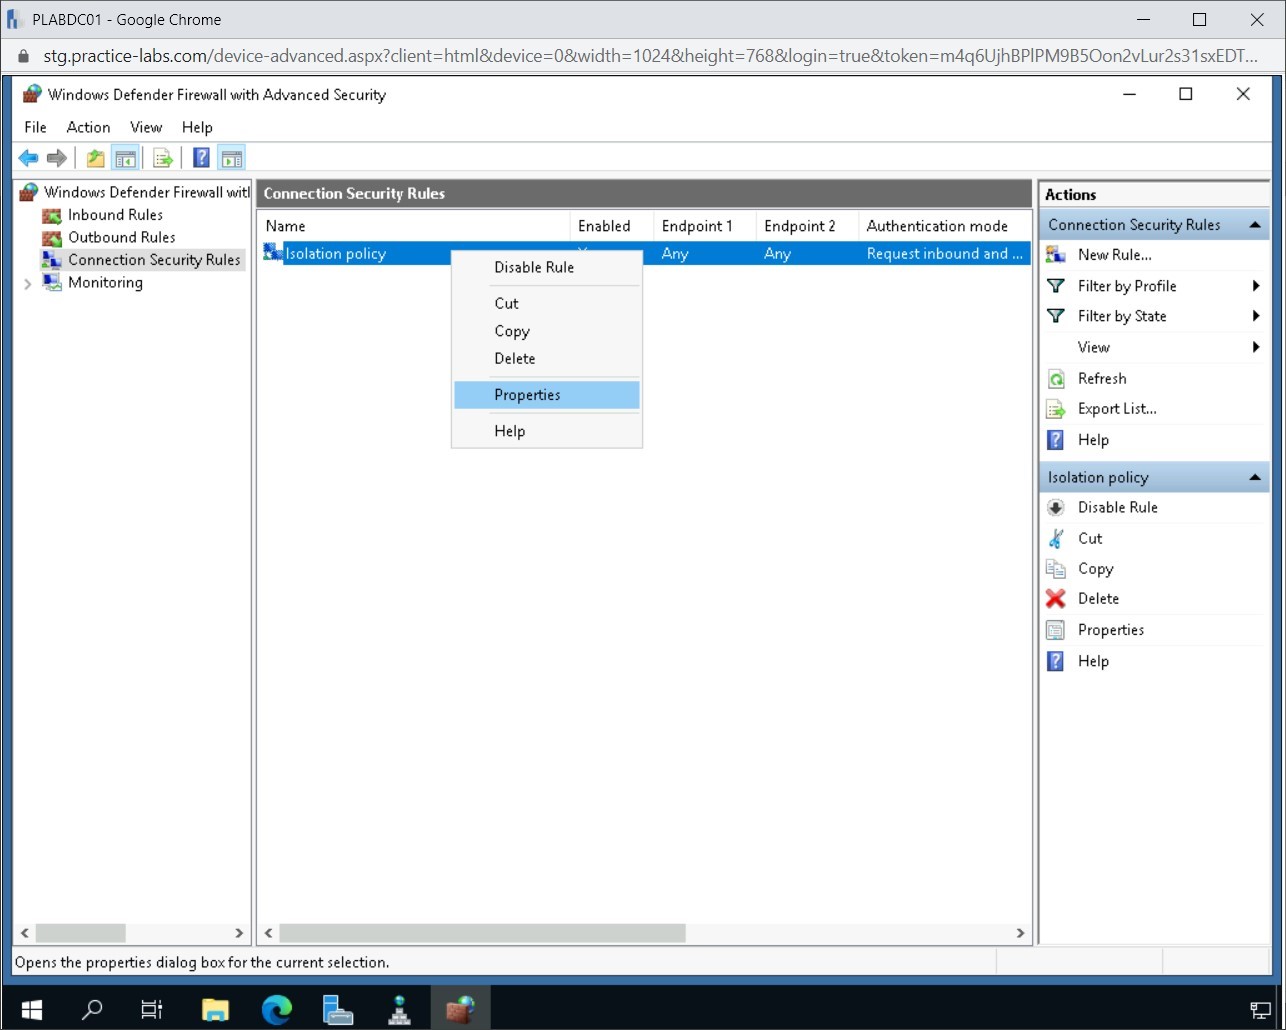 PLABDC01 - Google Chrome
stg.practice-labs.com/device-advanced.aspx?client=html&device=0&width=1024&height=768&login=true&token=m4q6UjhBPlPM9B5Oon2vLur2s31sxEDT...
Windows Defender Firewall with Advanced Security
File Action View Help
Windows Defender Firewall with
Inbound Rules
Outbound Rules
Connection Security Rules
Monitoring
Connection Security Rules
Name Enabled Endpoint 1 Endpoint 2 Authentication mode
Isolation policy Any Any Request inbound and ...
Disable Rule
Cut
Copy
Delete
Properties
Help
Actions
Connection Security Rules
New Rule...
Filter by Profile
Filter by State
View
Refresh
Export List...
Help
Isolation policy
Disable Rule
Cut
Copy
Delete
Properties
Help
Opens the properties dialog box for the current selection.